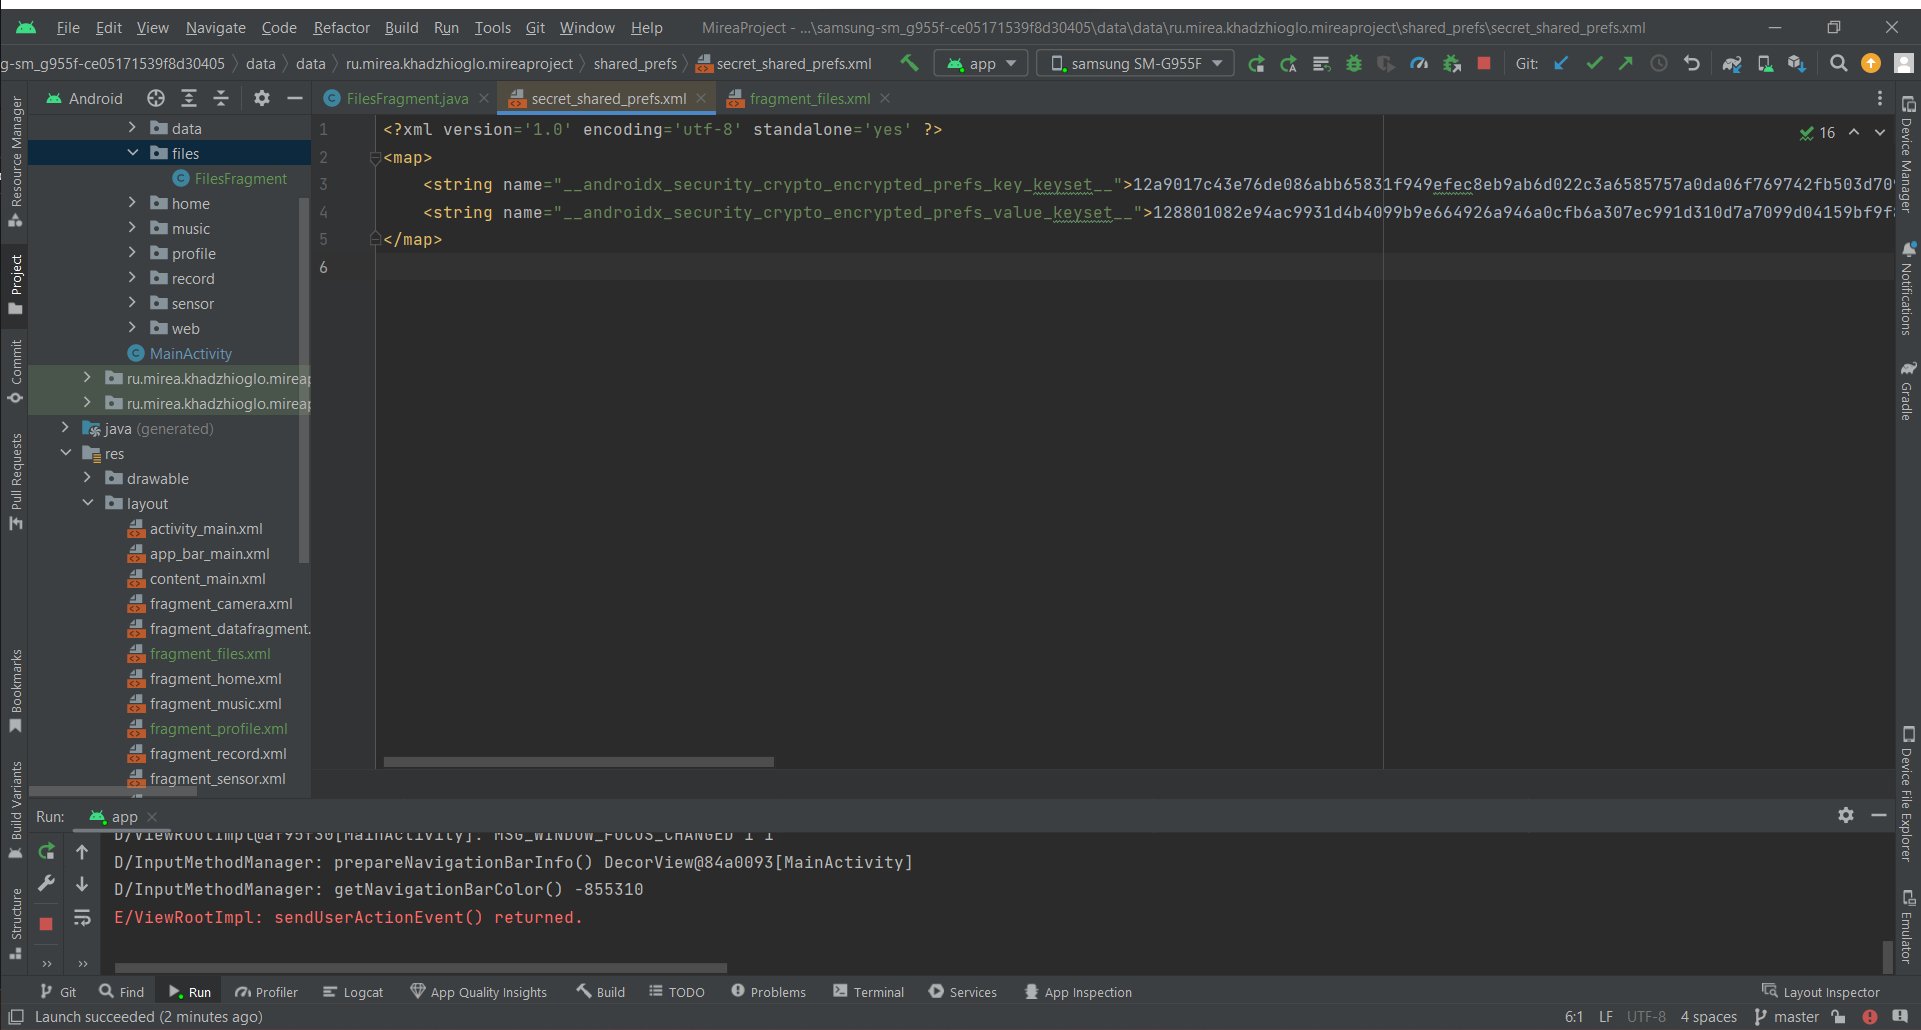 File Edit View Navigate Code Refactor Build Run Tools Git Window Help MireaProject - ...\samsung-sm_g955f-ce05171539f8d30405\data\data\ru.mirea.khadzhioglo.mireaproject\shared_prefs\secret_shared_prefs.xml
g-sm_g955f-ce05171539f8d30405 data data ru.mirea.khadzhioglo.mireaproject shared_prefs secret_shared_prefs.xml app samsung SM-G955F Git:
Android FilesFragment.java secret_shared_prefs.xml fragment_files.xml
Resource Manager
Project
Commit
Pull Requests
Bookmarks
Build Variants
Structure
data
files
FilesFragment
home
music
profile
record
sensor
web
MainActivity
ru.mirea.khadzhioglo.mireap
ru.mirea.khadzhioglo.mireap
java (generated)
res
drawable
layout
activity_main.xml
app_bar_main.xml
content_main.xml
fragment_camera.xml
fragment_datafragment.
fragment_files.xml
fragment_home.xml
fragment_music.xml
fragment_profile.xml
fragment_record.xml
fragment_sensor.xml
1 <?xml version='1.0' encoding='utf-8' standalone='yes' ?>
16
2 <map>
3 <string name="__androidx_security_crypto_encrypted_prefs_key_keyset__">12a9017c43e76de086abb65831f949efec8eb9ab6d022c3a6585757a0da06f769742fb503d709
4 <string name="__androidx_security_crypto_encrypted_prefs_value_keyset__">128801082e94ac9931d4b4099b9e664926a946a0cfb6a307ec991d310d7a7099d04159bf9f8
5 </map>
6
Device Manager
Notifications
Gradle
Device File Explorer
Emulator
Run: app
D/ViewRootImpl@af95f30[MainActivity]: MSG_WINDOW_FOCUS_CHANGED 1 1
D/InputMethodManager: prepareNavigationBarInfo() DecorView@84a0093[MainActivity]
D/InputMethodManager: getNavigationBarColor() -855310
E/ViewRootImpl: sendUserActionEvent() returned.
Git Find Run Profiler Logcat App Quality Insights Build TODO Problems Terminal Services App Inspection Layout Inspector
Launch succeeded (2 minutes ago) 6:1 LF UTF-8 4 spaces master